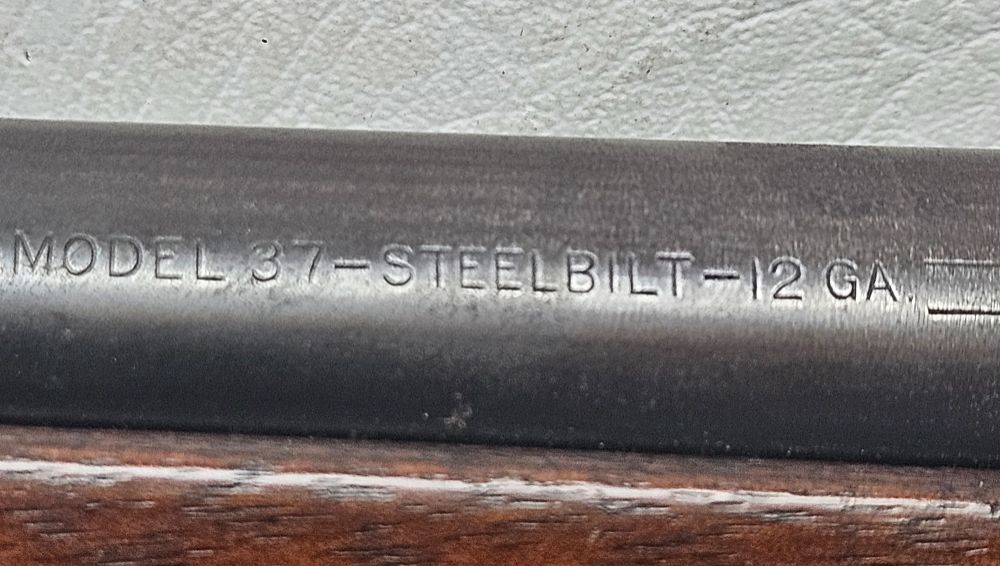 MODEL 37-STEELBILT-12 GA.